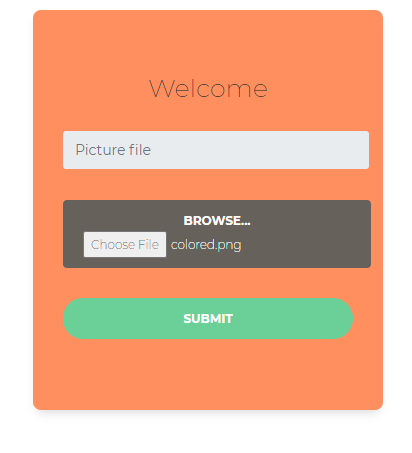 Welcome
Picture file
BROWSE...
Choose File colored.png
SUBMIT